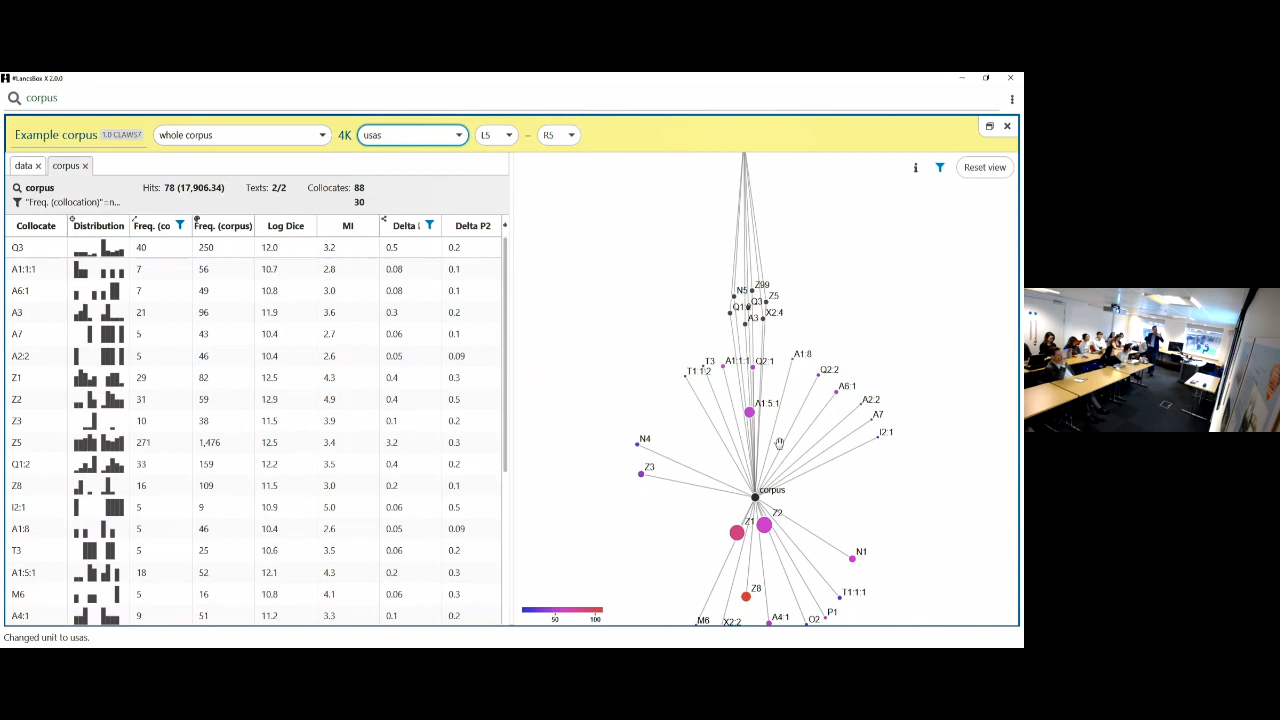 #LancsBox X 2.0.0
corpus
Example corpus 1.0 CLAWS7 whole corpus 4K usas L5 – R5
data corpus
corpus Hits: 78 (17,906.34) Texts: 2/2 Collocates: 88
"Freq. (collocation)"=n... 30
i Reset view
Collocate Distribution Freq. (co Freq. (corpus) Log Dice MI Delta Delta P2
Q3 40 250 12.0 3.2 0.5 0.2
A1:1:1 7 56 10.7 2.8 0.08 0.1
A6:1 7 49 10.8 3.0 0.08 0.1
A3 21 96 11.9 3.6 0.3 0.2
A7 5 43 10.4 2.7 0.06 0.1
A2:2 5 46 10.4 2.6 0.05 0.09
Z1 29 82 12.5 4.3 0.4 0.3
Z2 31 59 12.9 4.9 0.4 0.5
Z3 10 38 11.5 3.9 0.1 0.2
Z5 271 1,476 12.5 3.4 3.2 0.3
Q1:2 33 159 12.2 3.5 0.4 0.2
Z8 16 109 11.5 3.0 0.2 0.1
I2:1 5 9 10.9 5.0 0.06 0.5
A1:8 5 46 10.4 2.6 0.05 0.09
T3 5 25 10.6 3.5 0.06 0.2
A1:5:1 18 52 12.1 4.3 0.2 0.3
M6 5 16 10.8 4.1 0.06 0.3
A4:1 9 51 11.2 3.3 0.1 0.2
N5 Z99
Q3 Z5
A3 X2:4
T3 A1:1:1 Q2:1 A1:8
T1:1:2 Q2:2
A6:1
A2:2
A1:5:1
A7
I2:1
N4
Z3
corpus
Z1 Z2
N1
Z8 T1:1:1
M6 X2:2 A4:1 O2 P1
50 100
Changed unit to usas.